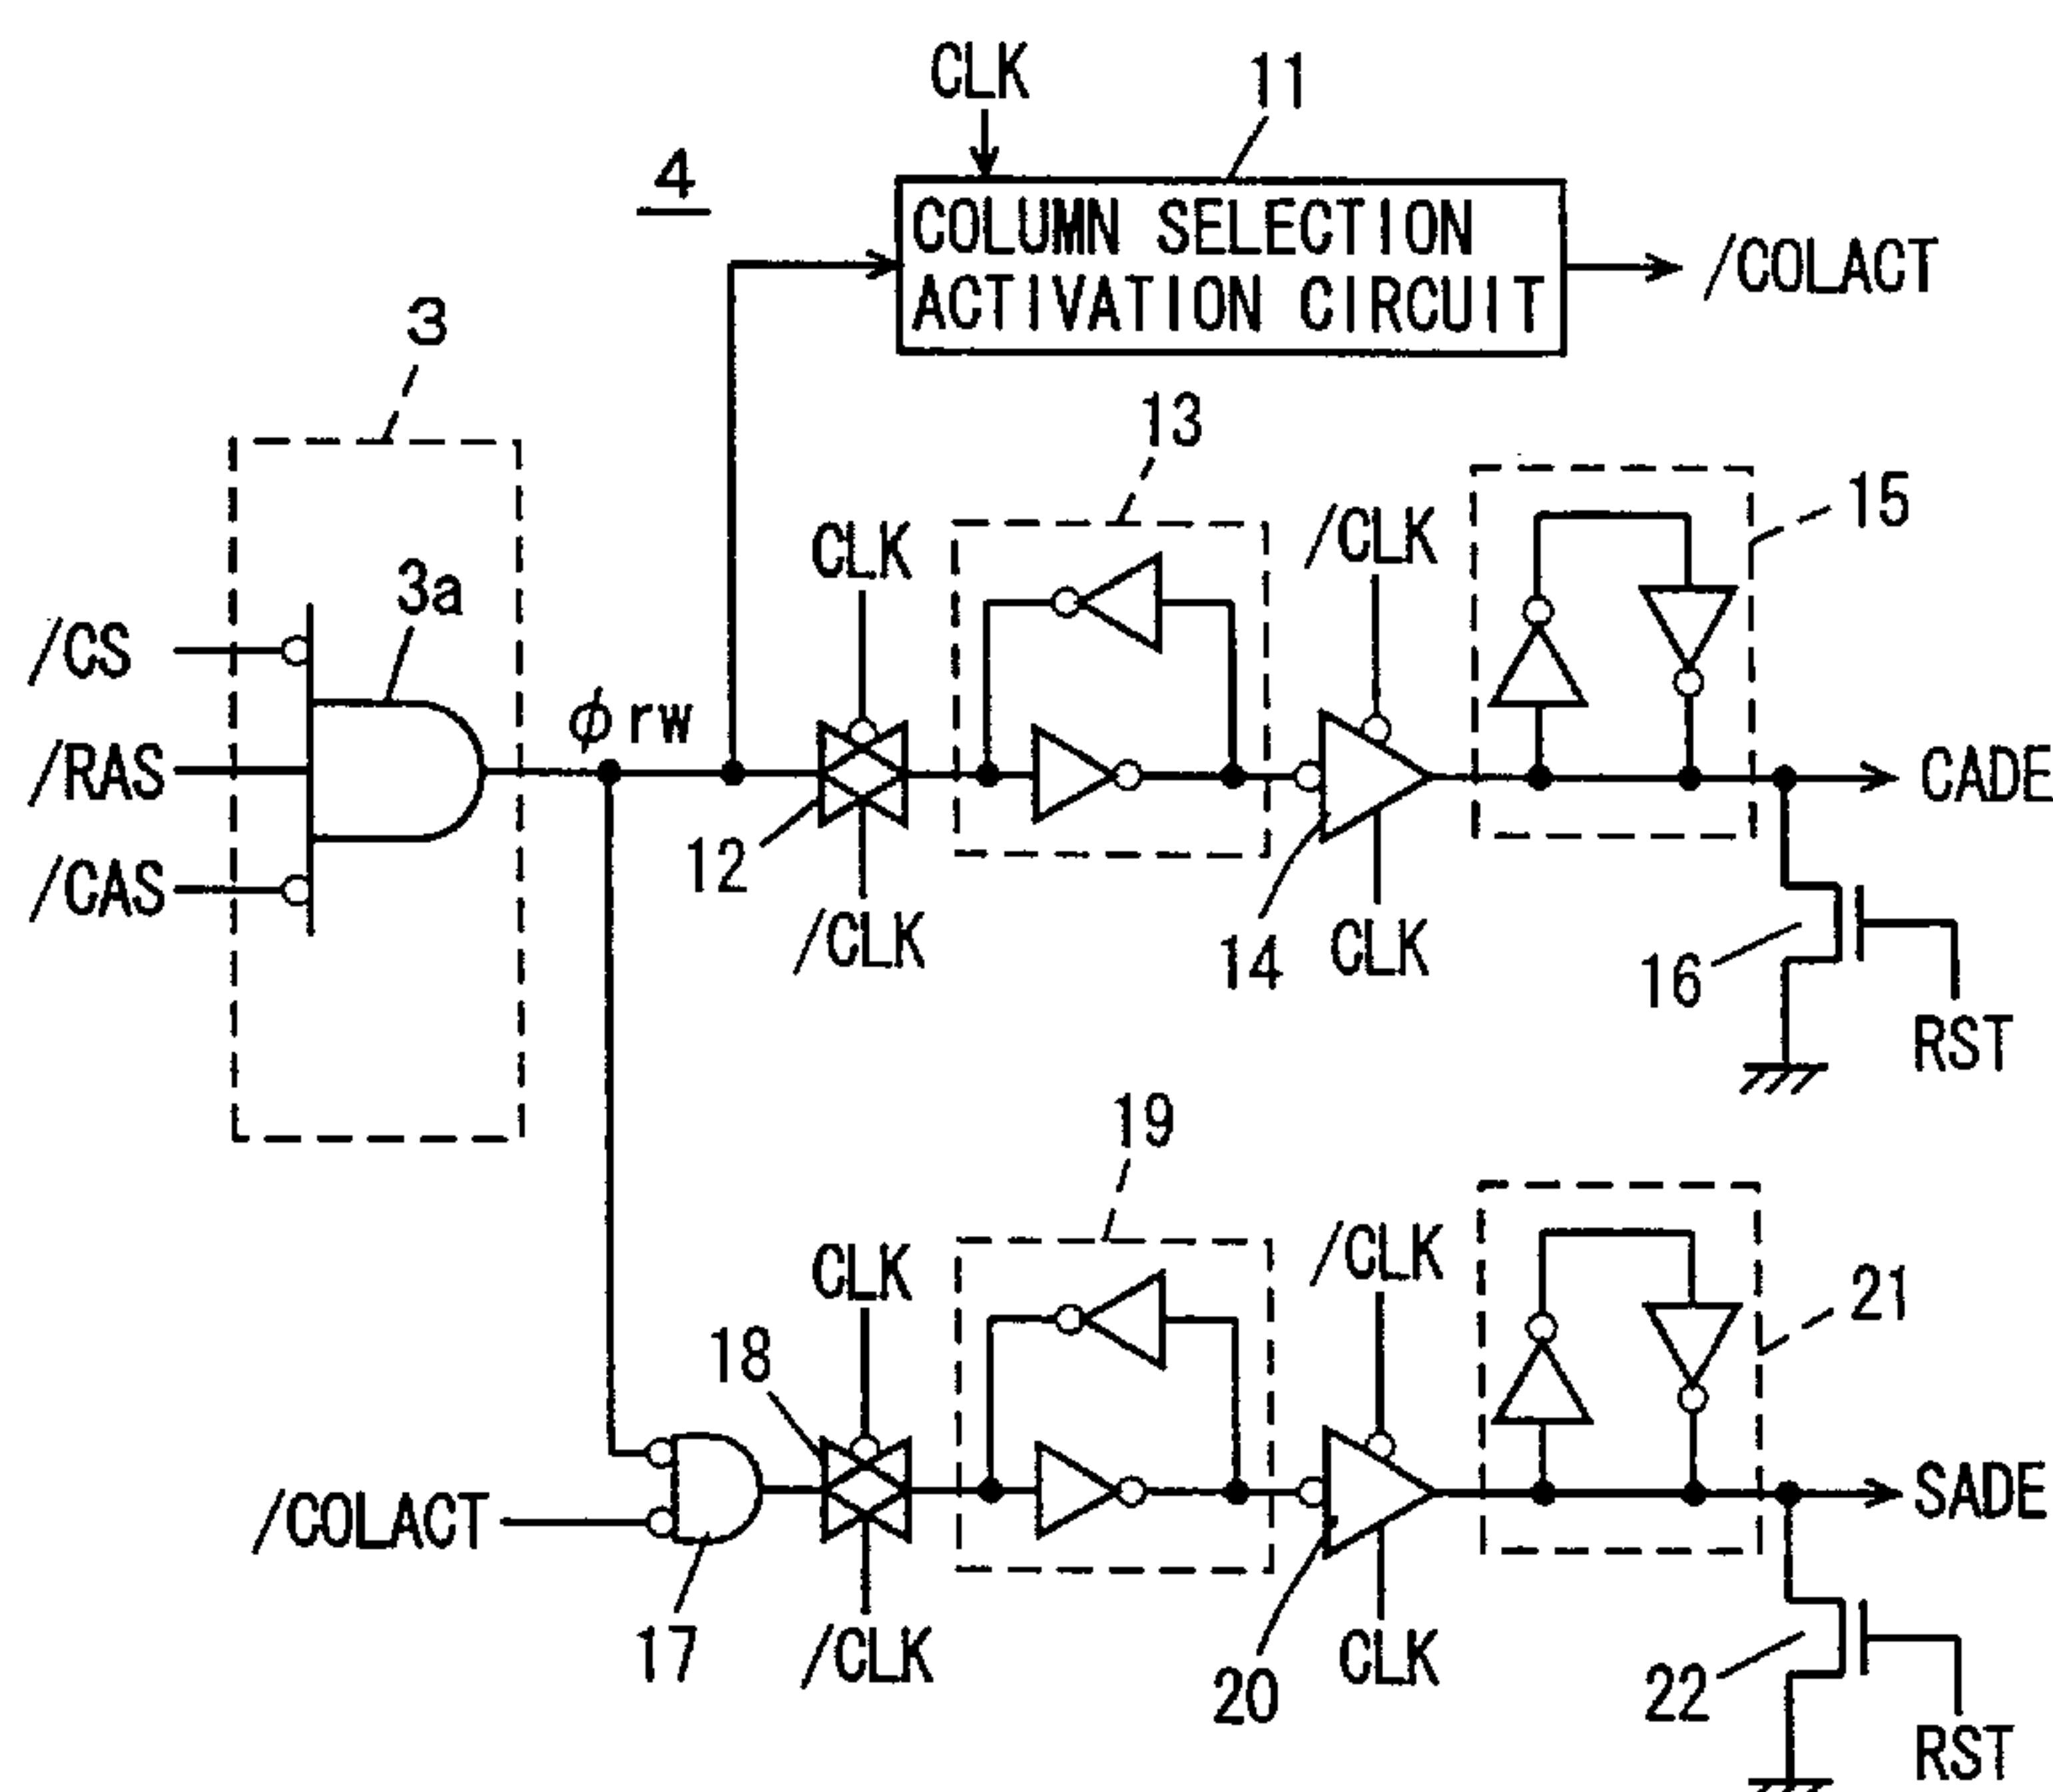 CLK
11
4
COLUMN SELECTION
ACTIVATION CIRCUIT
/COLACT
3
13
15
CLK
/CLK
3a
/CS
φrw
/RAS
CADE
12
/CAS
/CLK
14
CLK
16
RST
19
CLK
/CLK
21
18
/COLACT
SADE
17
/CLK
20
CLK
22
RST